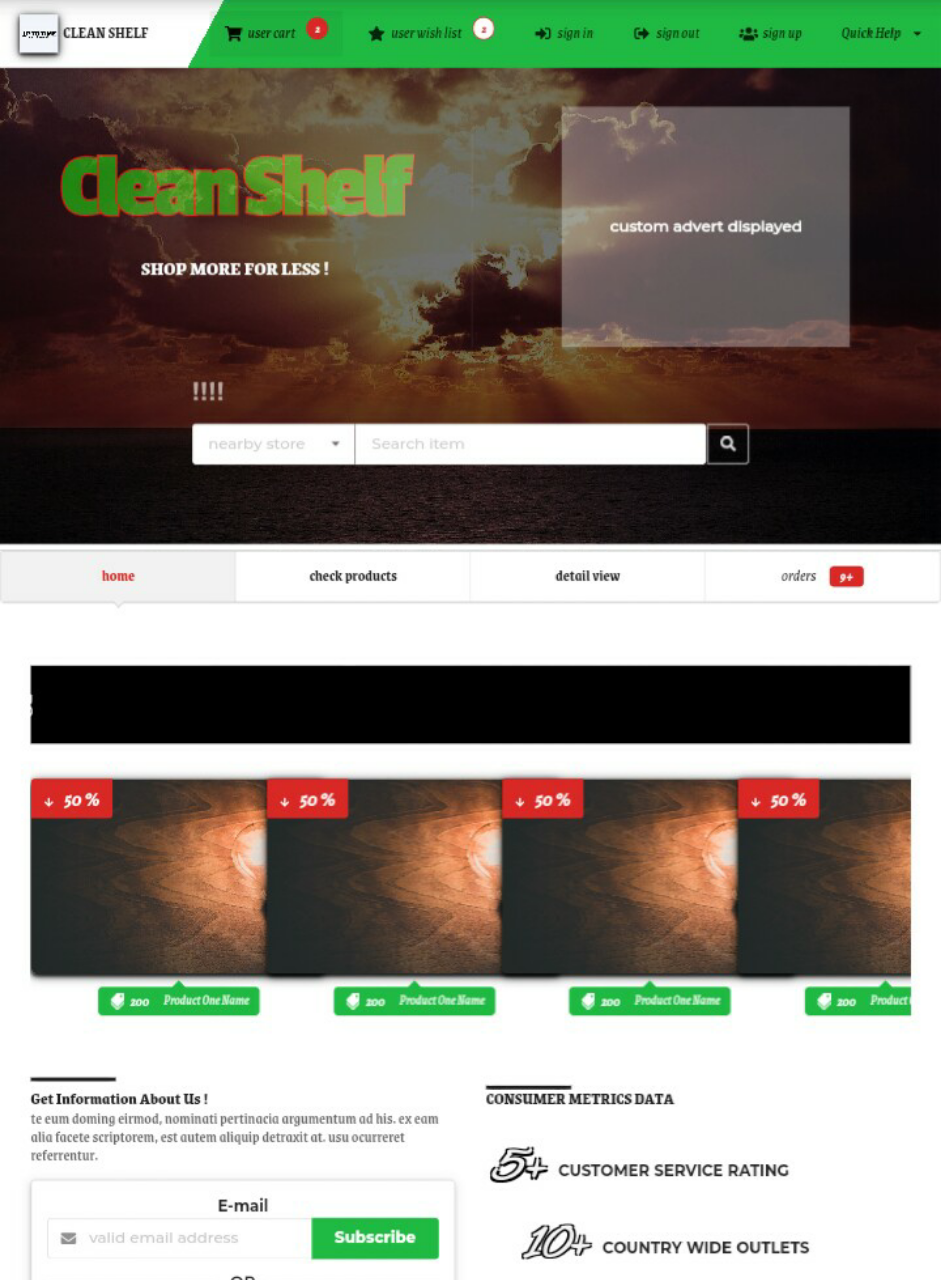 CLEAN SHELF
user cart 2
user wish list 2
sign in
sign out
sign up
Quick Help
Clean Shelf
custom advert displayed
SHOP MORE FOR LESS !
!!!!
nearby store
Search item
home
check products
detail view
orders 9+
50 %
50 %
50 %
50 %
200 Product One Name
200 Product One Name
200 Product One Name
200 Product
Get Information About Us !
te eum doming eirmod, nominati pertinacia argumentum ad his. ex eam
alia facete scriptorem, est autem aliquip detraxit at. usu ocurreret
referrentur.
E-mail
valid email address
Subscribe
OR
CONSUMER METRICS DATA
5+ CUSTOMER SERVICE RATING
10+ COUNTRY WIDE OUTLETS